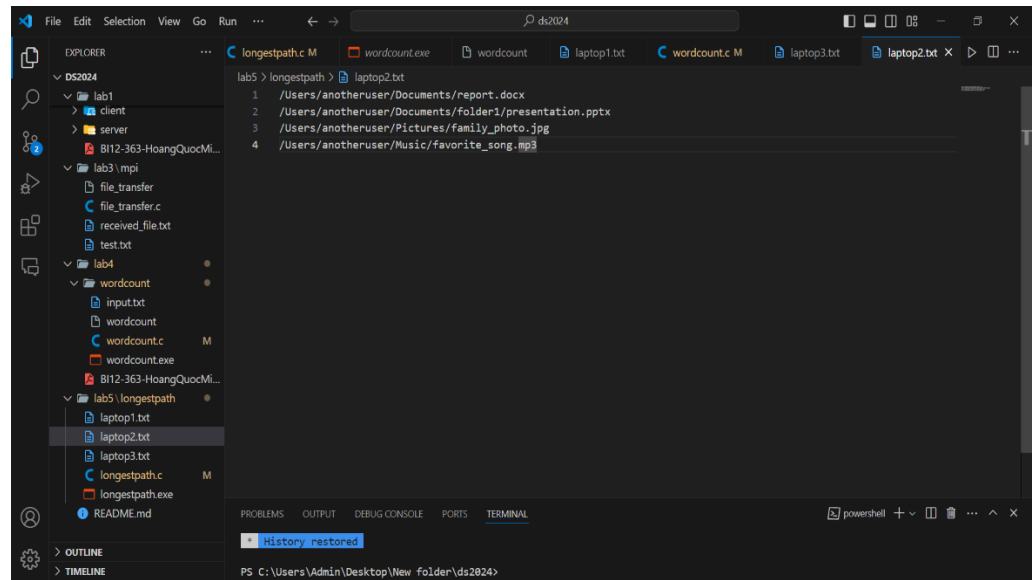 File Edit Selection View Go Run ··· ds2024
EXPLORER ···
longestpath.c M wordcount.exe wordcount laptop1.txt wordcount.c M laptop3.txt laptop2.txt
DS2024
lab1
client
server
BI12-363-HoangQuocMi...
lab3\mpi
file_transfer
file_transfer.c
received_file.txt
test.txt
lab4
wordcount
input.txt
wordcount
wordcount.c M
wordcount.exe
BI12-363-HoangQuocMi...
lab5\longestpath
laptop1.txt
laptop2.txt
laptop3.txt
longestpath.c M
longestpath.exe
README.md
OUTLINE
TIMELINE
2
lab5 > longestpath > laptop2.txt
1 /Users/anotheruser/Documents/report.docx
2 /Users/anotheruser/Documents/folder1/presentation.pptx
3 /Users/anotheruser/Pictures/family_photo.jpg
4 /Users/anotheruser/Music/favorite_song.mp3
PROBLEMS OUTPUT DEBUG CONSOLE PORTS TERMINAL powershell
* History restored
PS C:\Users\Admin\Desktop\New folder\ds2024>